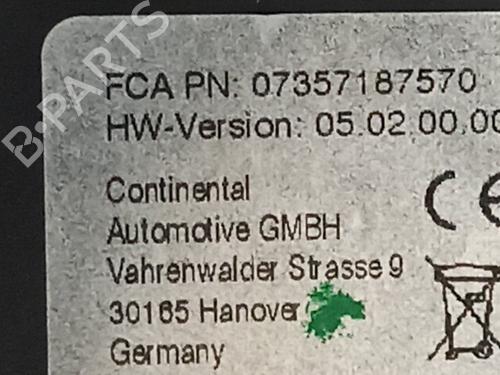 FCA PN: 07357187570
HW-Version: 05.02.00.00
Continental
Automotive GMBH
Vahrenwalder Strasse 9
30165 Hanover
Germany
CE
B-PARTS